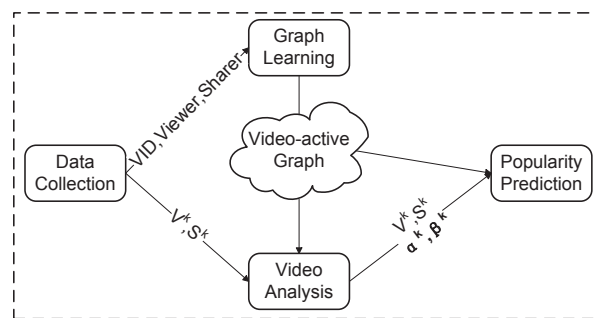 Graph
Learning
VID,Viewer,Sharer
Video-active
Graph
Data
Collection
Popularity
Prediction
V^k,S^k
V^k,S^k
α^k,β^k
Video
Analysis